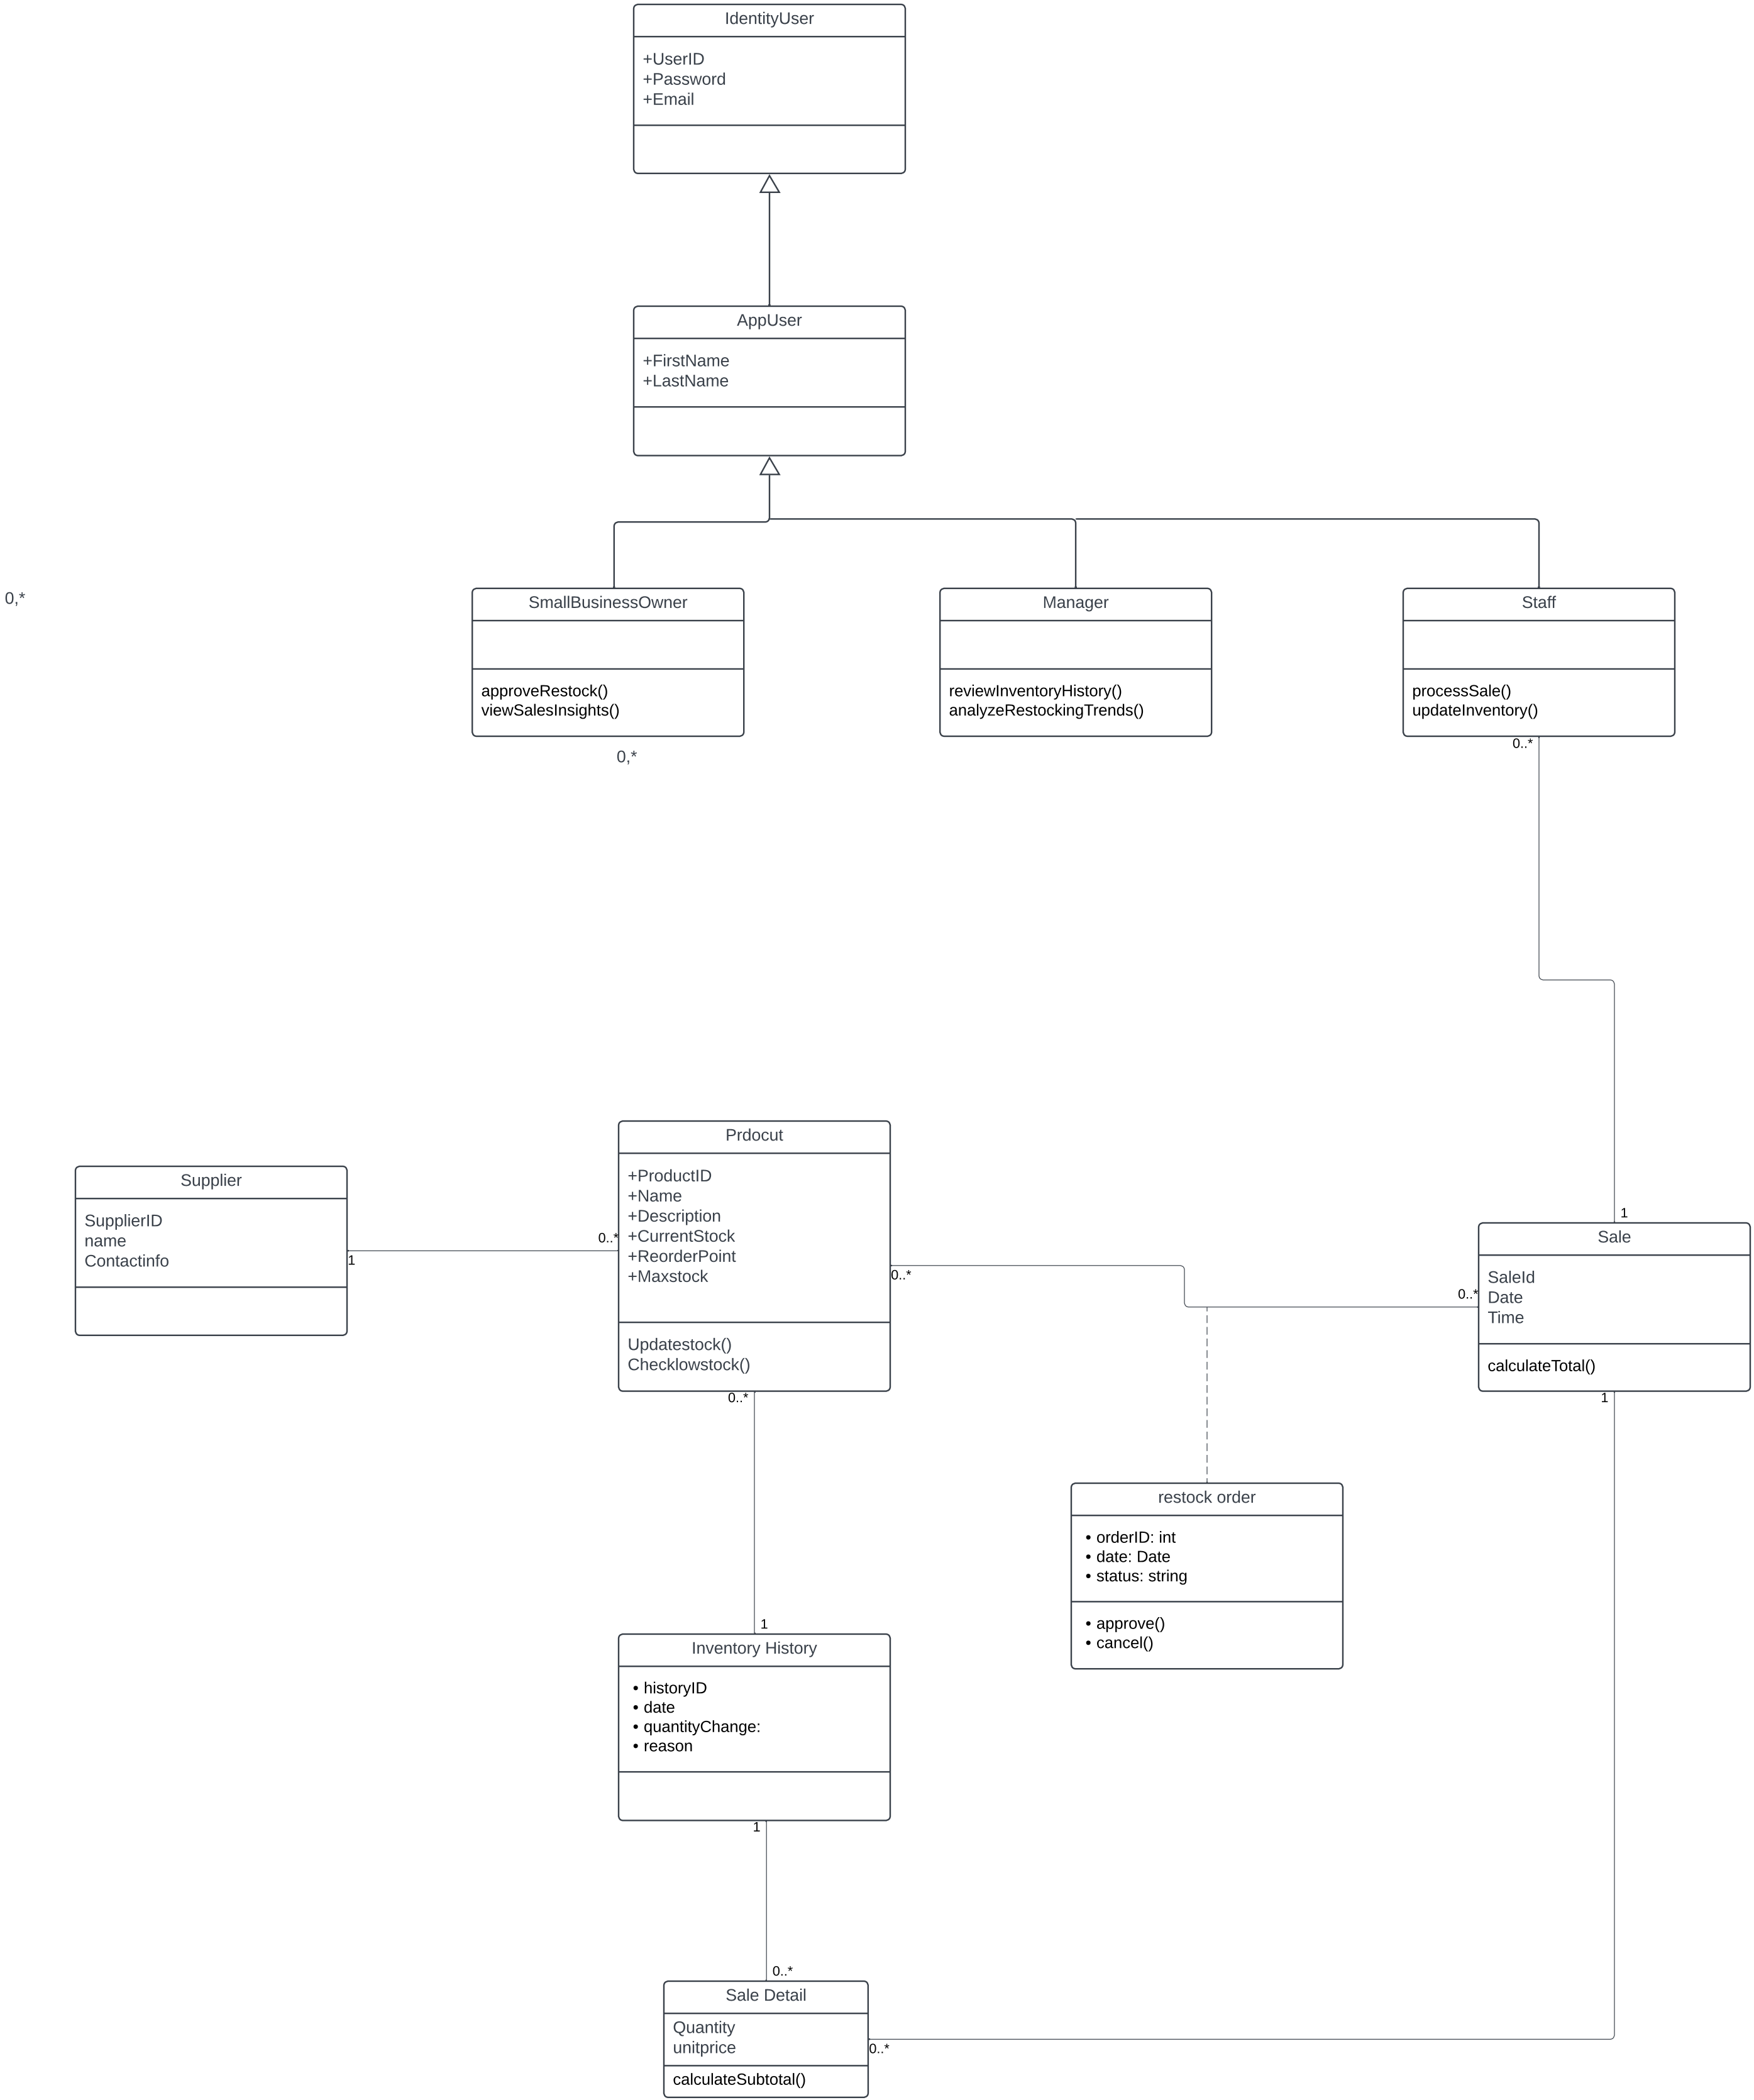 IdentityUser
+UserID
+Password
+Email
AppUser
+FirstName
+LastName
0,*
SmallBusinessOwner
approveRestock()
viewSalesInsights()
0,*
Manager
reviewInventoryHistory()
analyzeRestockingTrends()
Staff
processSale()
updateInventory()
0..*
Supplier
SupplierID
name
Contactinfo
1
0..*
Prdocut
+ProductID
+Name
+Description
+CurrentStock
+ReorderPoint
+Maxstock
Updatestock()
Checklowstock()
0..*
0..*
1
0..*
Sale
SaleId
Date
Time
calculateTotal()
1
restock order
• orderID: int
• date: Date
• status: string
• approve()
• cancel()
1
Inventory History
• historyID
• date
• quantityChange:
• reason
1
0..*
Sale Detail
Quantity
unitprice
calculateSubtotal()
0..*